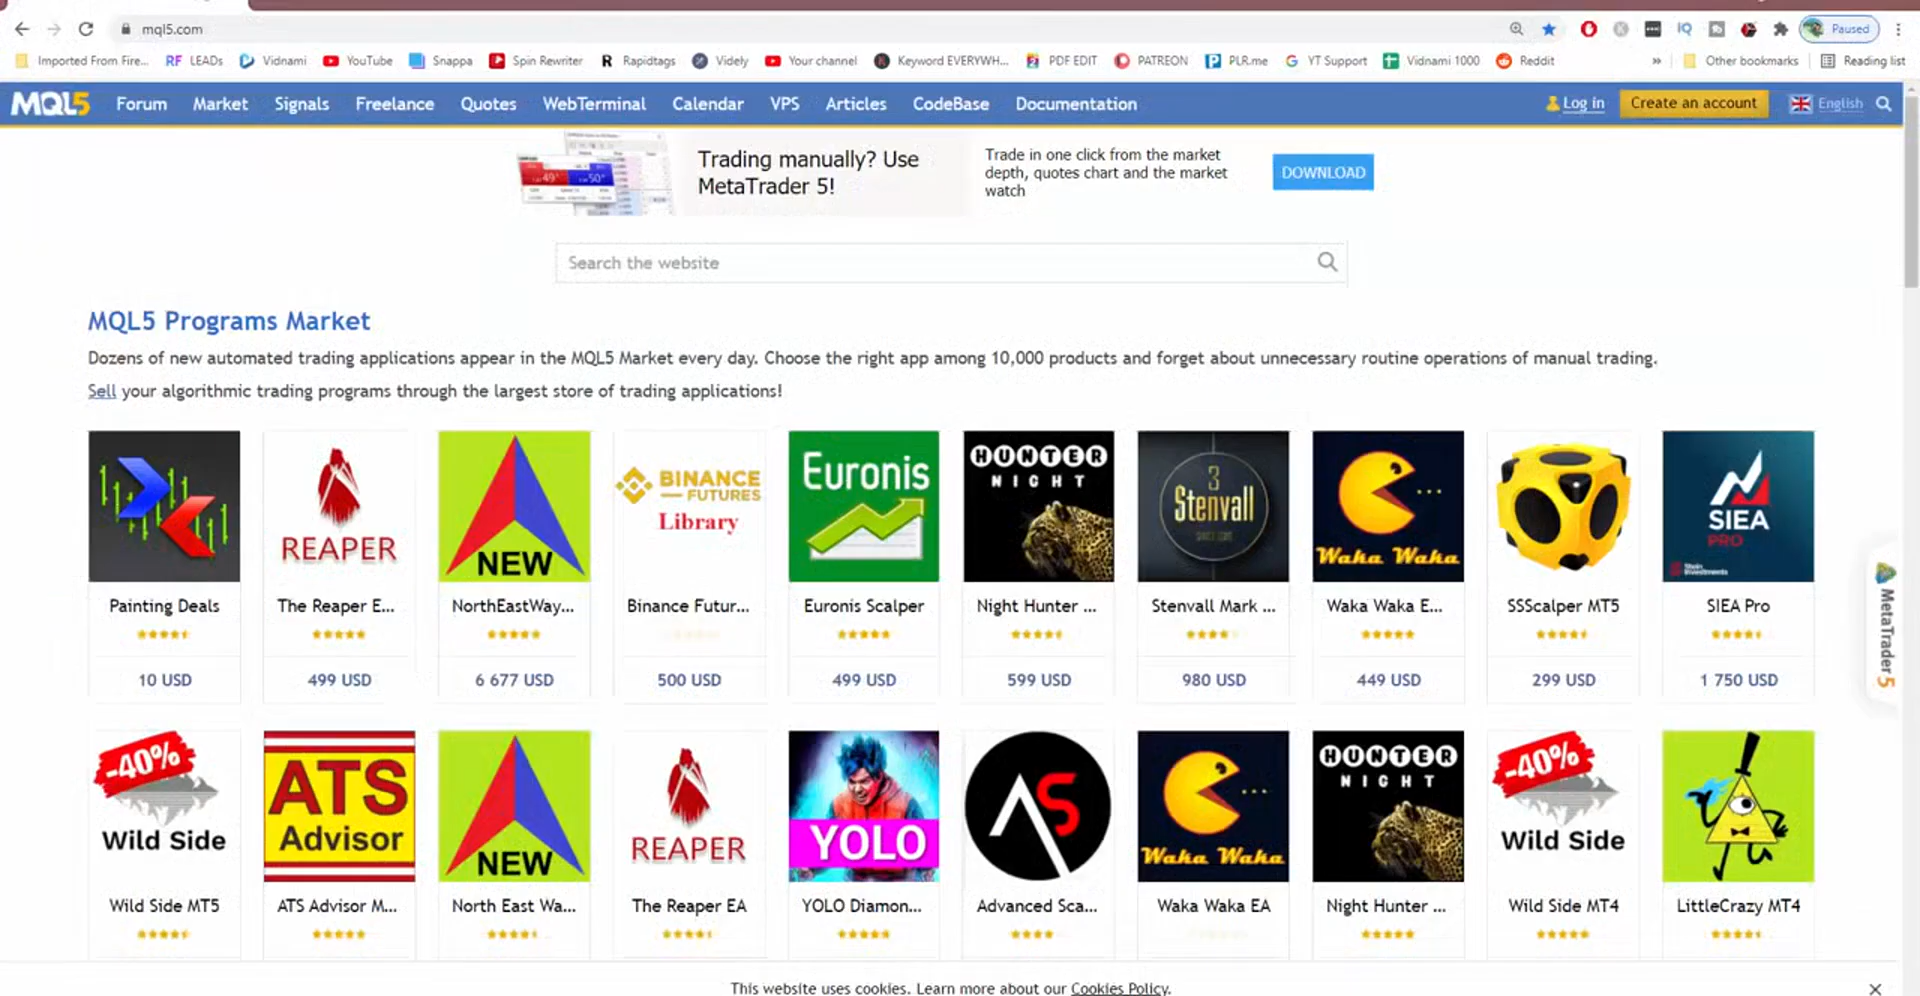 mql5.com
Paused
Imported From Fire...
RF LEADs
Vidnami
YouTube
Snappa
Spin Rewriter
R Rapidtags
Videly
Your channel
Keyword EVERYWH...
PDF EDIT
PATREON
PLR.me
YT Support
Vidnami 1000
Reddit
»
Other bookmarks
Reading list
MQL5
Forum
Market
Signals
Freelance
Quotes
WebTerminal
Calendar
VPS
Articles
CodeBase
Documentation
Log in
Create an account
English
Trading manually? Use
MetaTrader 5!
Trade in one click from the market
depth, quotes chart and the market
watch
DOWNLOAD
Search the website
MQL5 Programs Market
Dozens of new automated trading applications appear in the MQL5 Market every day. Choose the right app among 10,000 products and forget about unnecessary routine operations of manual trading.
Sell your algorithmic trading programs through the largest store of trading applications!
REAPER
NEW
BINANCE
FUTURES
Library
Euronis
HUNTER
NIGHT
3
Stenvall
Waka Waka
SIEA
PRO
Painting Deals
The Reaper E...
NorthEastWay...
Binance Futur...
Euronis Scalper
Night Hunter ...
Stenvall Mark ...
Waka Waka E...
SSScalper MT5
SIEA Pro
10 USD
499 USD
6 677 USD
500 USD
499 USD
599 USD
980 USD
449 USD
299 USD
1 750 USD
MetaTrader 5
-40%
Wild Side
ATS
Advisor
NEW
REAPER
YOLO
AS
Waka Waka
HUNTER
NIGHT
-40%
Wild Side
Wild Side MT5
ATS Advisor M...
North East Wa...
The Reaper EA
YOLO Diamon...
Advanced Sca...
Waka Waka EA
Night Hunter ...
Wild Side MT4
LittleCrazy MT4
This website uses cookies. Learn more about our Cookies Policy.